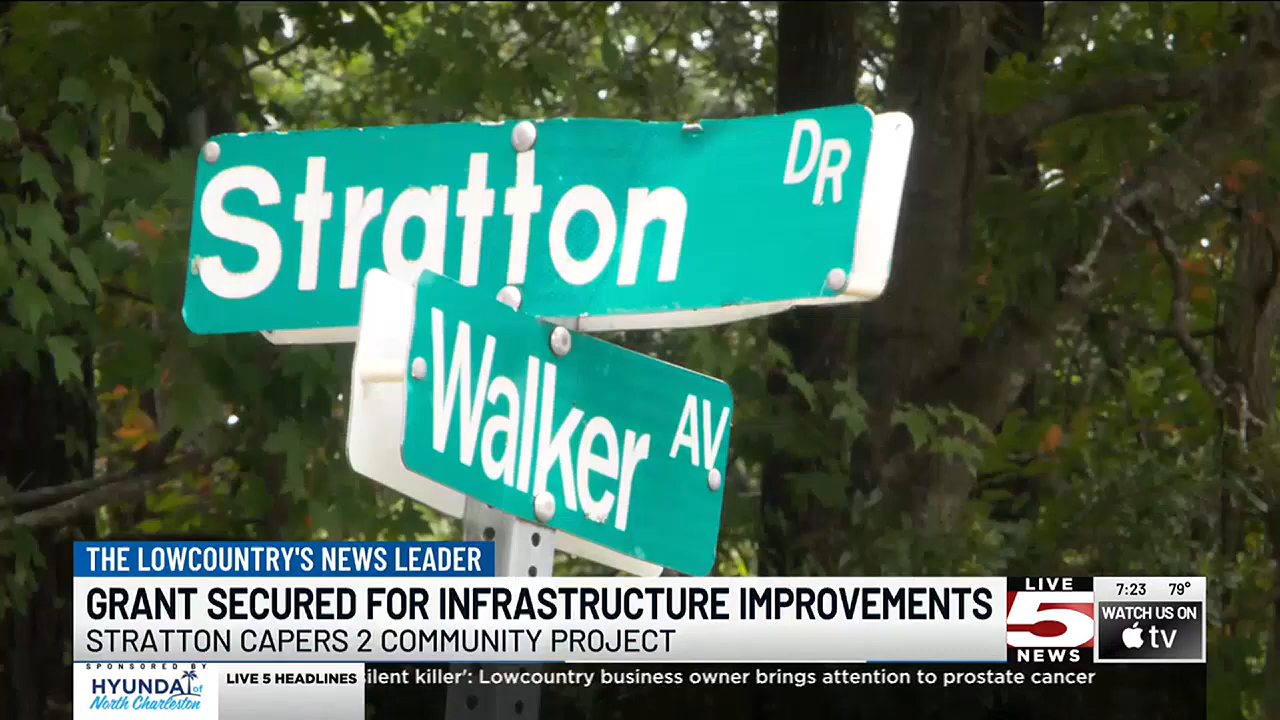 Stratton DR
Walker AV
THE LOWCOUNTRY'S NEWS LEADER
GRANT SECURED FOR INFRASTRUCTURE IMPROVEMENTS
STRATTON CAPERS 2 COMMUNITY PROJECT
LIVE
5
NEWS
7:23 79°
WATCH US ON
tv
SPONSORED BY
HYUNDAI of
North Charleston
LIVE 5 HEADLINES
ilent killer': Lowcountry business owner brings attention to prostate cancer